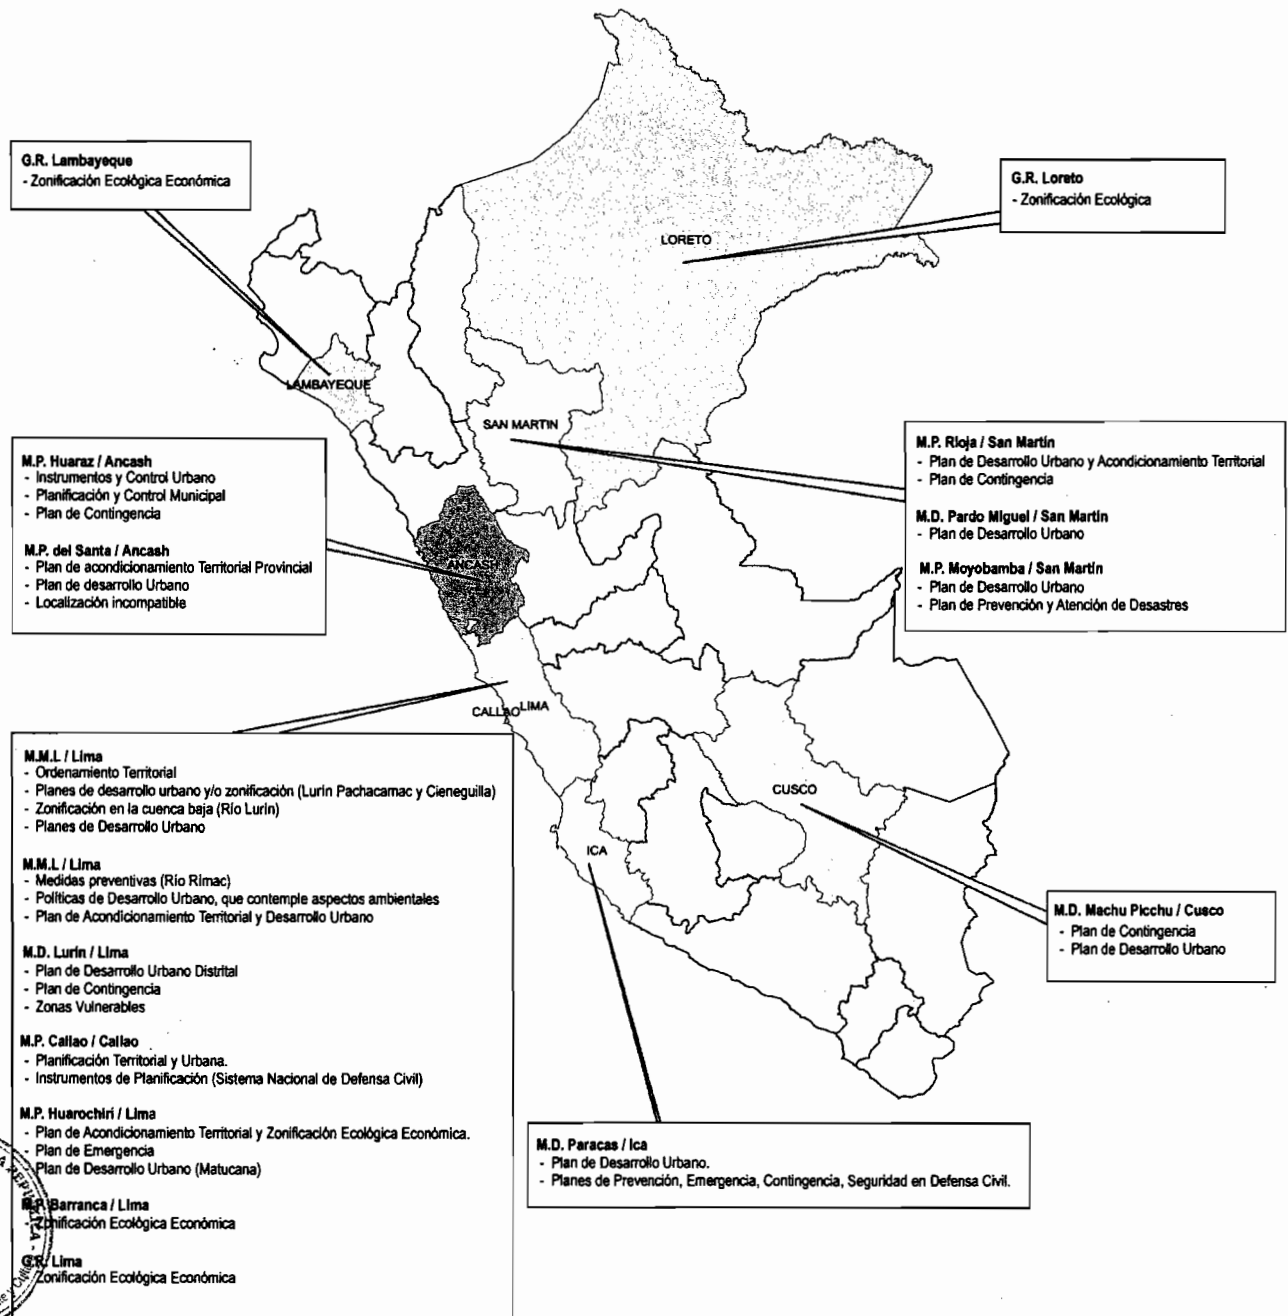 G.R. Lambayeque
- Zonificación Ecológica Económica
G.R. Loreto
- Zonificación Ecológica
LORETO
LAMBAYEQUE
SAN MARTIN
ANCASH
CALLAO
LIMA
CUSCO
ICA
M.P. Huaraz / Ancash
- Instrumentos y Control Urbano
- Planificación y Control Municipal
- Plan de Contingencia
M.P. del Santa / Ancash
- Plan de acondicionamiento Territorial Provincial
- Plan de desarrollo Urbano
- Localización incompatible
M.P. Rioja / San Martín
- Plan de Desarrollo Urbano y Acondicionamiento Territorial
- Plan de Contingencia
M.D. Pardo Miguel / San Martín
- Plan de Desarrollo Urbano
M.P. Moyobamba / San Martín
- Plan de Desarrollo Urbano
- Plan de Prevención y Atención de Desastres
M.M.L / Lima
- Ordenamiento Territorial
- Planes de desarrollo urbano y/o zonificación (Lurín Pachacamac y Cieneguilla)
- Zonificación en la cuenca baja (Río Lurín)
- Planes de Desarrollo Urbano
M.M.L / Lima
- Medidas preventivas (Río Rimac)
- Políticas de Desarrollo Urbano, que contemple aspectos ambientales
- Plan de Acondicionamiento Territorial y Desarrollo Urbano
M.D. Lurín / Lima
- Plan de Desarrollo Urbano Distrital
- Plan de Contingencia
- Zonas Vulnerables
M.P. Callao / Callao
- Planificación Territorial y Urbana.
- Instrumentos de Planificación (Sistema Nacional de Defensa Civil)
M.P. Huarochirí / Lima
- Plan de Acondicionamiento Territorial y Zonificación Ecológica Económica.
- Plan de Emergencia
Plan de Desarrollo Urbano (Matucana)
M.P. Barranca / Lima
- Zonificación Ecológica Económica
G.R. Lima
Zonificación Ecológica Económica
M.D. Machu Picchu / Cusco
- Plan de Contingencia
- Plan de Desarrollo Urbano
M.D. Paracas / Ica
- Plan de Desarrollo Urbano.
- Planes de Prevención, Emergencia, Contingencia, Seguridad en Defensa Civil.